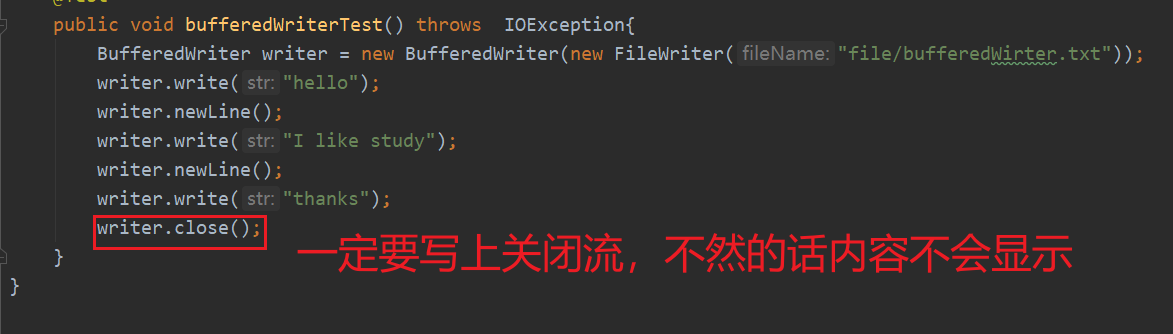 @Test
public void bufferedWriterTest() throws  IOException{
BufferedWriter writer = new BufferedWriter(new FileWriter( fileName: "file/bufferedWirter.txt"));
writer.write( str: "hello");
writer.newLine();
writer.write( str: "I like study");
writer.newLine();
writer.write( str: "thanks");
writer.close();
一定要写上关闭流，不然的话内容不会显示
}
}